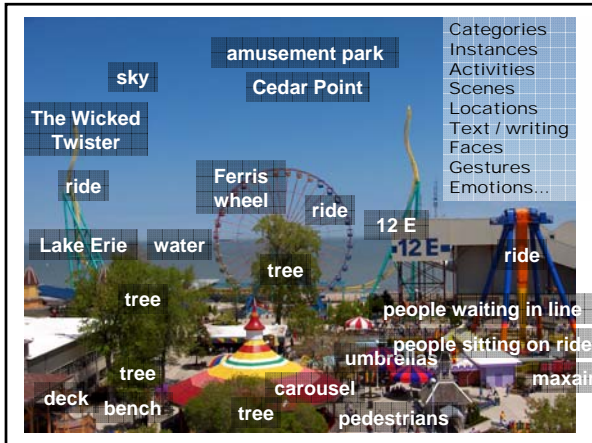 amusement park
sky
Cedar Point
Categories
Instances
Activities
Scenes
Locations
Text / writing
Faces
Gestures
Emotions...
The Wicked
Twister
ride
Ferris
wheel
ride
12 E
12 E
Lake Erie
water
ride
tree
tree
people waiting in line
people sitting on ride
umbrellas
tree
carousel
maxair
deck
bench
tree
pedestrians